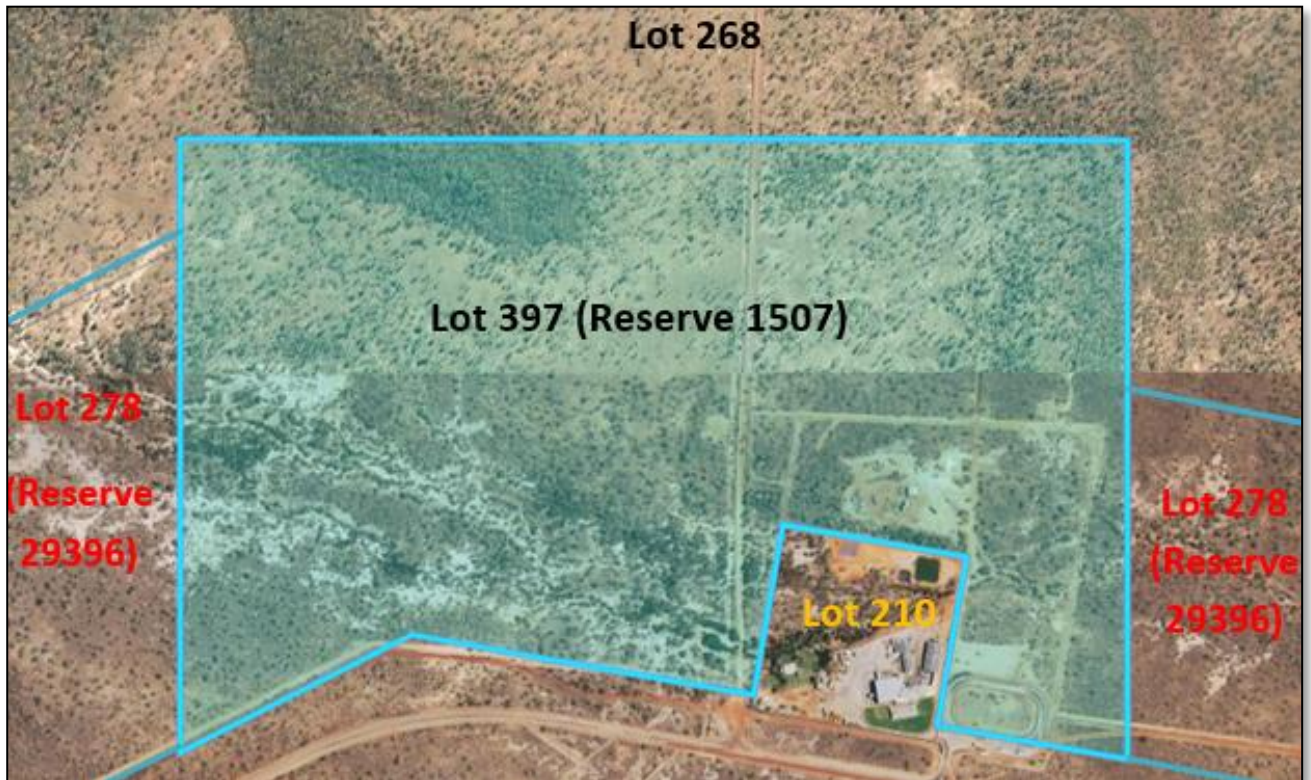 Lot 268
Lot 397 (Reserve 1507)
Lot 278
(Reserve
29396)
Lot 210
Lot 278
(Reserve
29396)